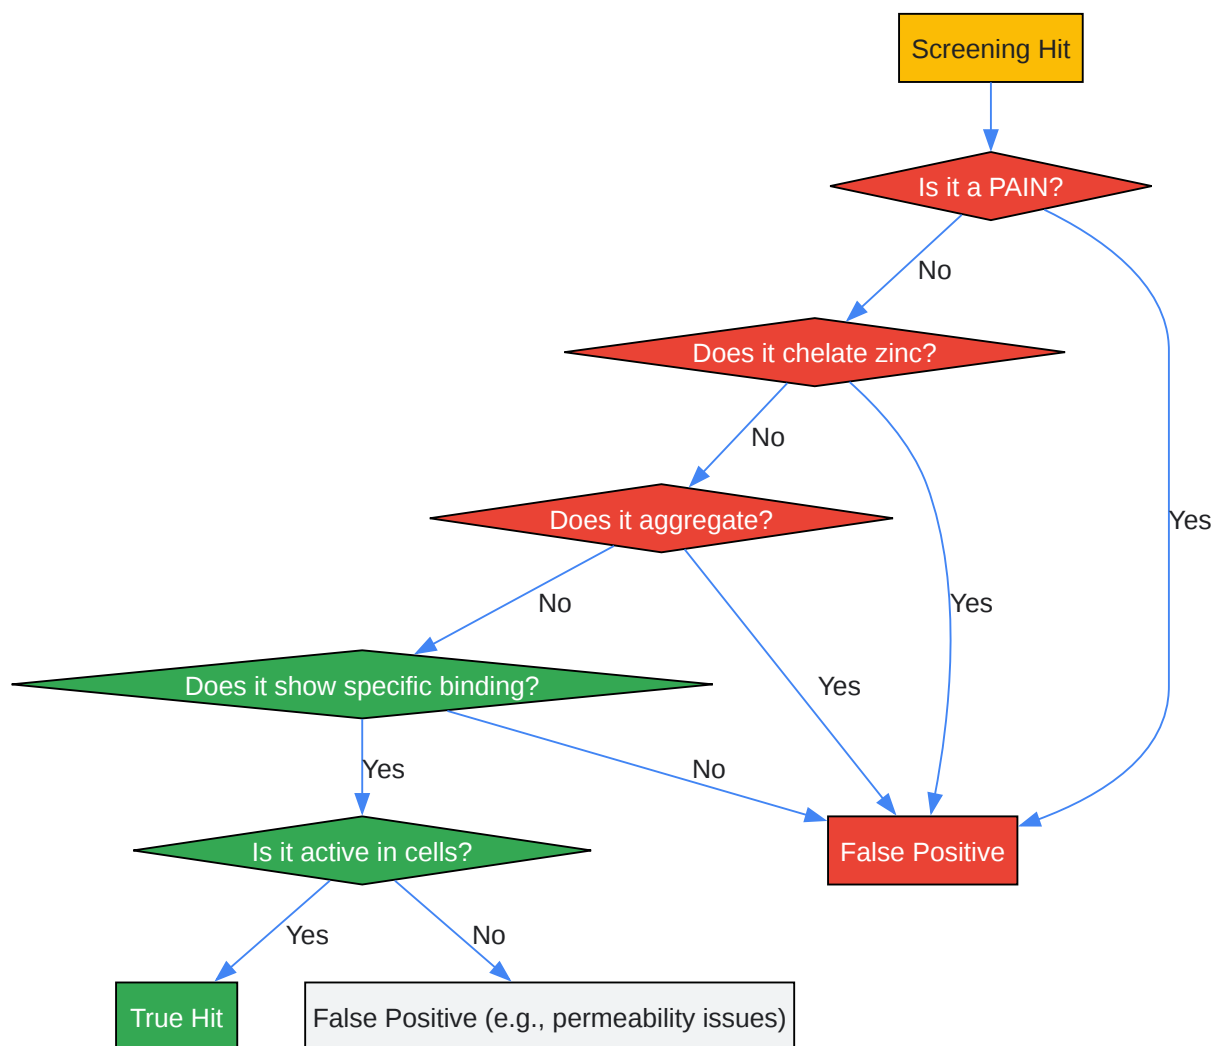 Screening Hit
Is it a PAIN?
No
Does it chelate zinc?
No
Does it aggregate?
Yes
No
Yes
Does it show specific binding?
Yes
Yes
No
Is it active in cells?
False Positive
Yes
No
True Hit
False Positive (e.g., permeability issues)